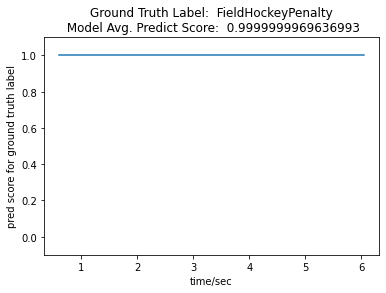 Ground Truth Label:  FieldHockeyPenalty
Model Avg. Predict Score:  0.9999999969636993
pred score for ground truth label
1.0
0.8
0.6
0.4
0.2
0.0
1 2 3 4 5 6
time/sec